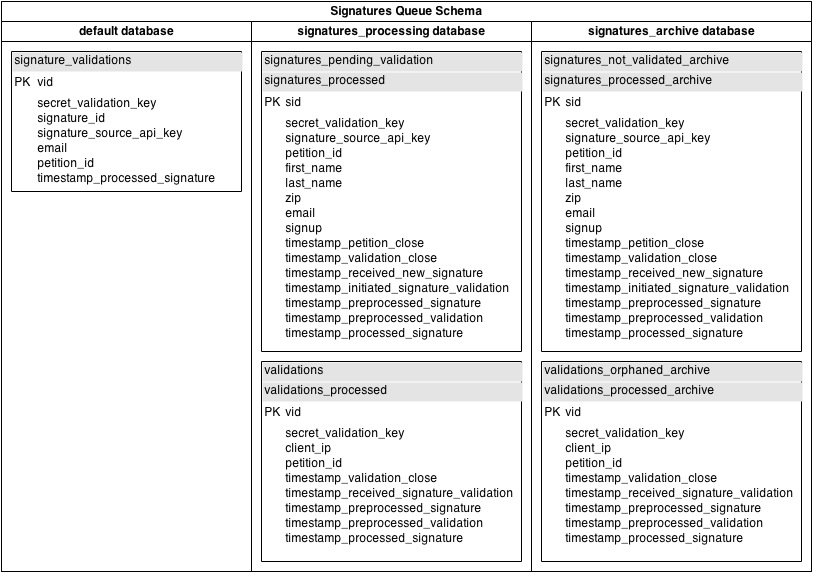 Signatures Queue Schema
default database
signature_validations
PK vid
secret_validation_key
signature_id
signature_source_api_key
email
petition_id
timestamp_processed_signature
signatures_processing database
signatures_pending_validation
signatures_processed
PK sid
secret_validation_key
signature_source_api_key
petition_id
first_name
last_name
zip
email
signup
timestamp_petition_close
timestamp_validation_close
timestamp_received_new_signature
timestamp_initiated_signature_validation
timestamp_preprocessed_signature
timestamp_preprocessed_validation
timestamp_processed_signature
validations
validations_processed
PK vid
secret_validation_key
client_ip
petition_id
timestamp_validation_close
timestamp_received_signature_validation
timestamp_preprocessed_signature
timestamp_preprocessed_validation
timestamp_processed_signature
signatures_archive database
signatures_not_validated_archive
signatures_processed_archive
PK sid
secret_validation_key
signature_source_api_key
petition_id
first_name
last_name
zip
email
signup
timestamp_petition_close
timestamp_validation_close
timestamp_received_new_signature
timestamp_initiated_signature_validation
timestamp_preprocessed_signature
timestamp_preprocessed_validation
timestamp_processed_signature
validations_orphaned_archive
validations_processed_archive
PK vid
secret_validation_key
client_ip
petition_id
timestamp_validation_close
timestamp_received_signature_validation
timestamp_preprocessed_signature
timestamp_preprocessed_validation
timestamp_processed_signature